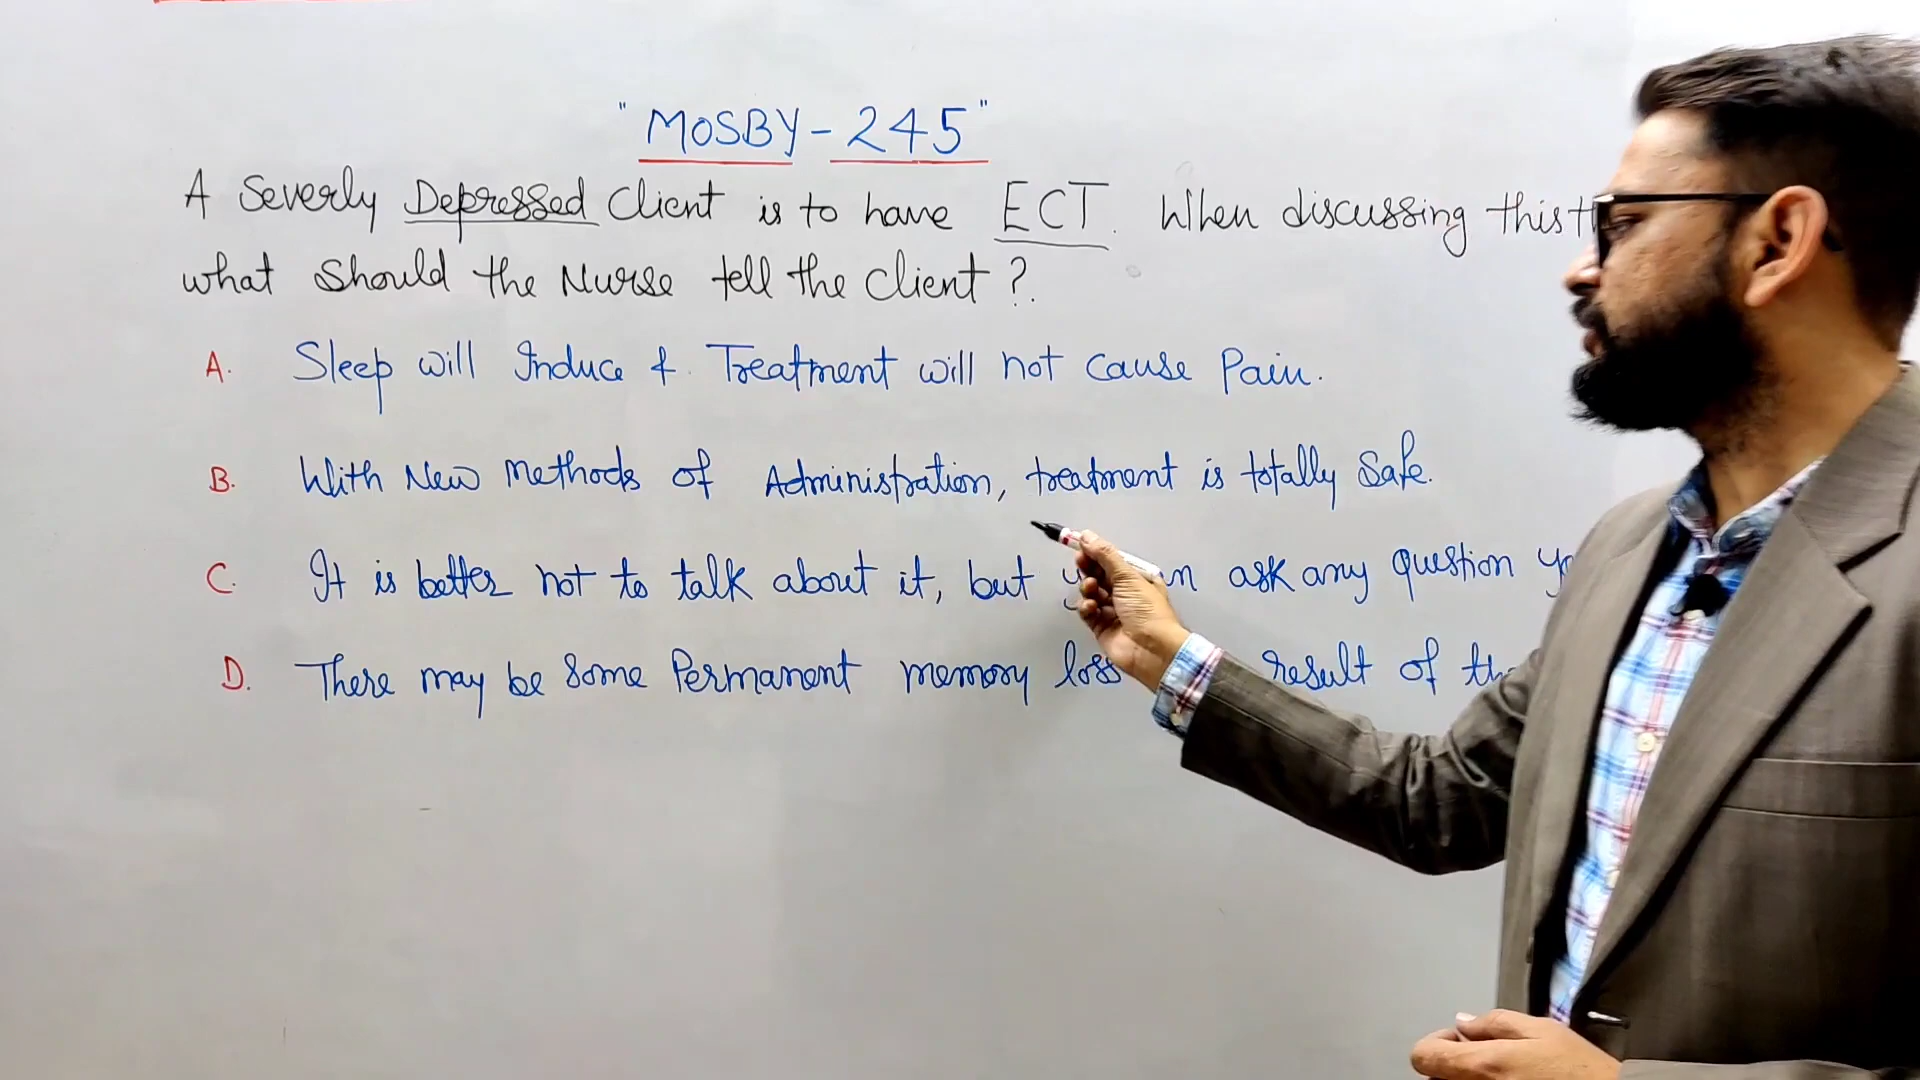 "MOSBY-245"
A Severly Depressed Client is to have ECT. When discussing this
what should the Nurse tell the client?
A. Sleep will Induce & Treatment will not cause Pain.
B. With New Methods of Administration, treatment is totally safe.
C. It is better not to talk about it, but ask any question
D. There may be some Permanent memory loss result of